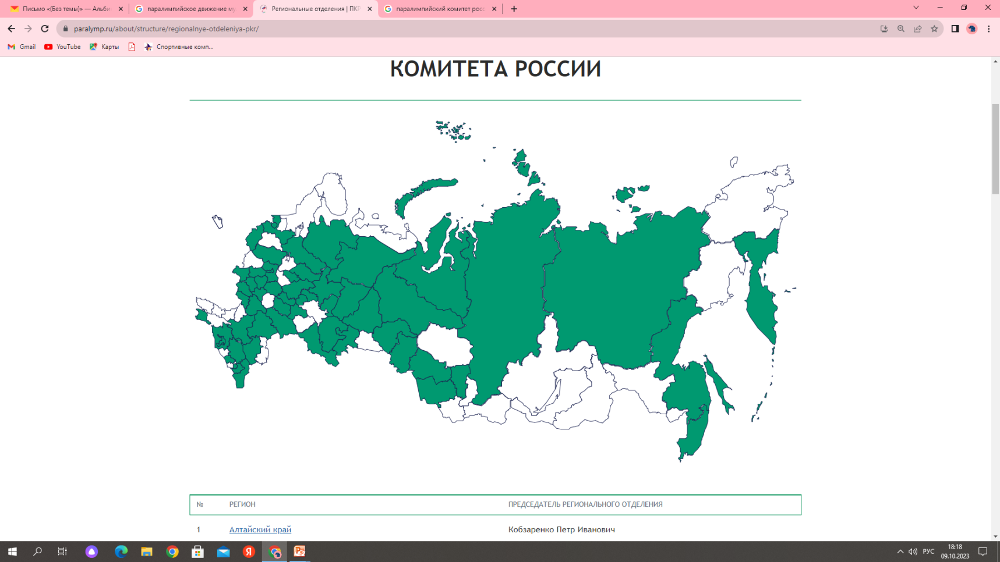 Письмо «(Без темы)» — Альби
паралимпийское движение му
Региональные отделения | ПКР
паралимпийский комитет росс
paralymp.ru/about/structure/regionalnye-otdeleniya-pkr/
Gmail
YouTube
Карты
Спортивные комп...
КОМИТЕТА РОССИИ
№ РЕГИОН ПРЕДСЕДАТЕЛЬ РЕГИОНАЛЬНОГО ОТДЕЛЕНИЯ
1 Алтайский край Кобзаренко Петр Иванович
РУС
18:18
09.10.2023